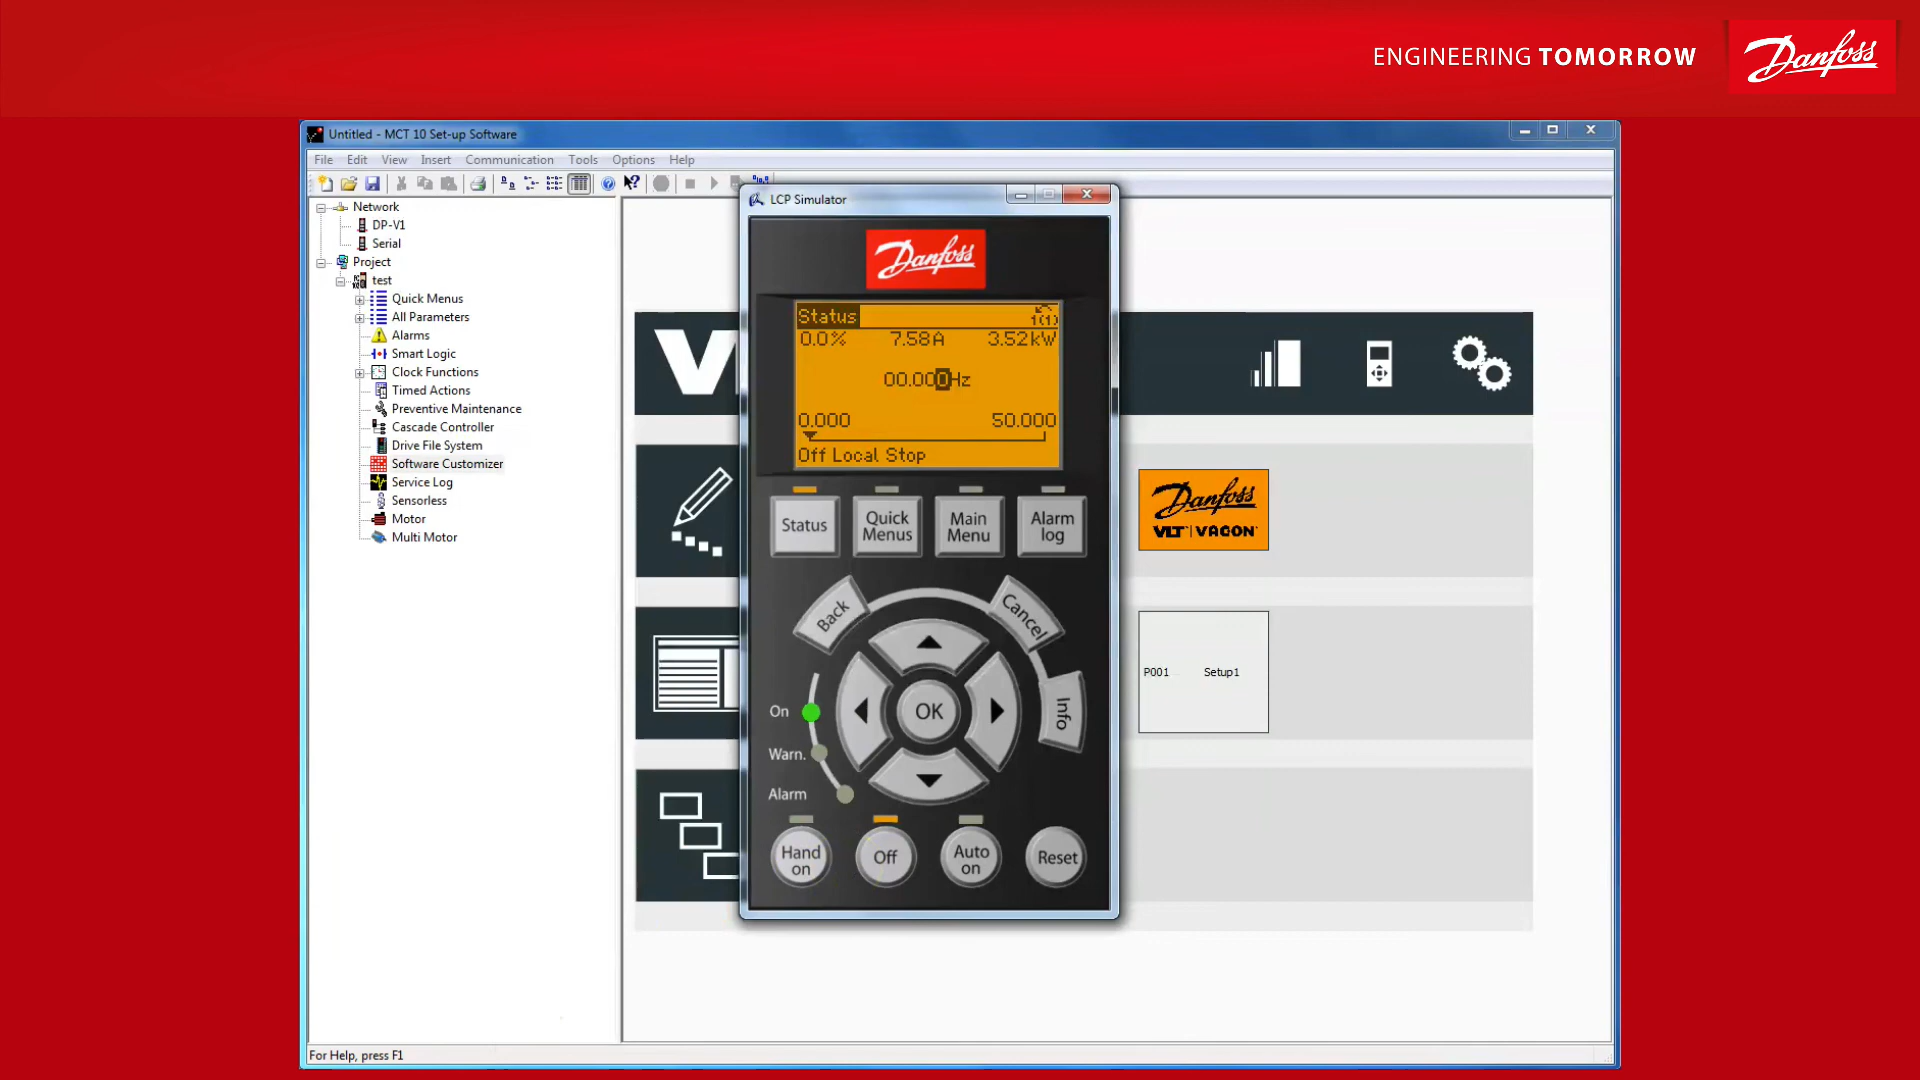 ENGINEERING TOMORROW
Danfoss
Untitled - MCT 10 Set-up Software
File Edit View Insert Communication Tools Options Help
Network
DP-V1
Serial
Project
test
Quick Menus
All Parameters
Alarms
Smart Logic
Clock Functions
Timed Actions
Preventive Maintenance
Cascade Controller
Drive File System
Software Customizer
Service Log
Sensorless
Motor
Multi Motor
LCP Simulator
Danfoss
Status 1(1)
0.0% 7.58A 3.52kW
00.000Hz
0.000 50.000
Off Local Stop
Status
Quick Menus
Main Menu
Alarm log
Back
Cancel
Info
OK
On
Warn.
Alarm
Hand on
Off
Auto on
Reset
Danfoss
VLT | VAGON
P001 Setup1
For Help, press F1